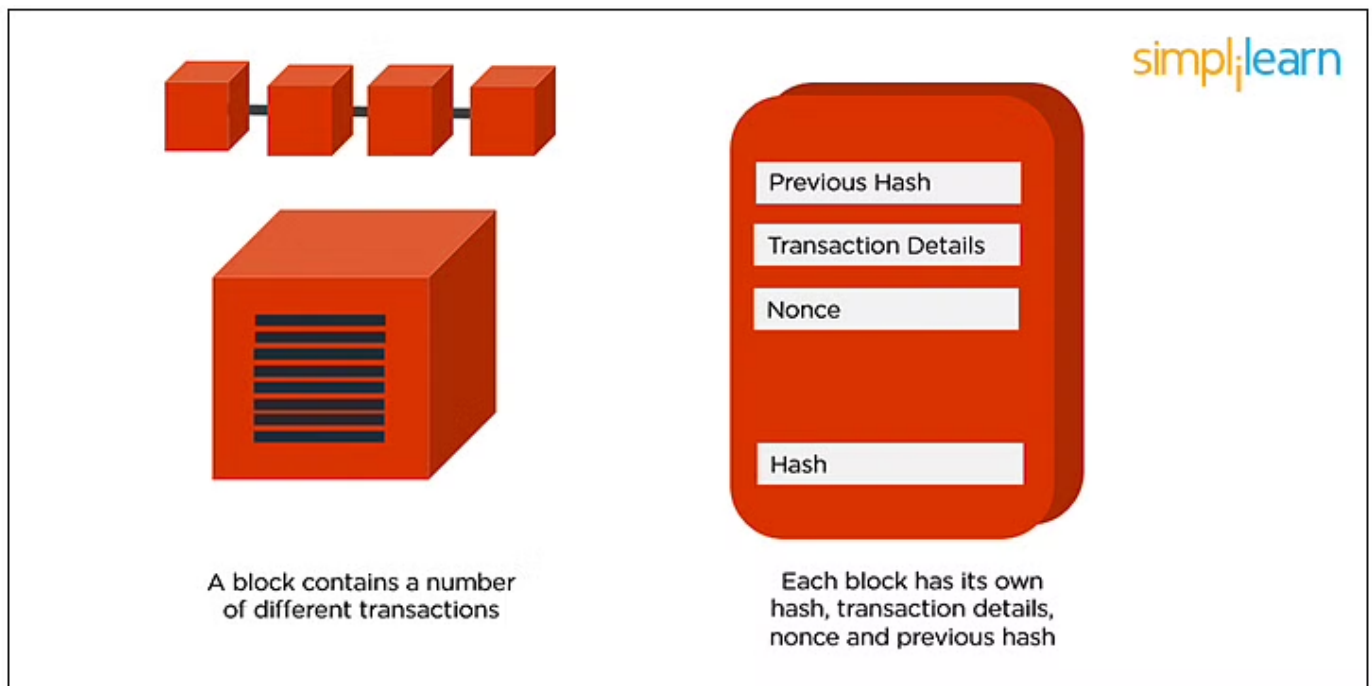 simplilearn
Previous Hash
Transaction Details
Nonce
Hash
A block contains a number
of different transactions
Each block has its own
hash, transaction details,
nonce and previous hash